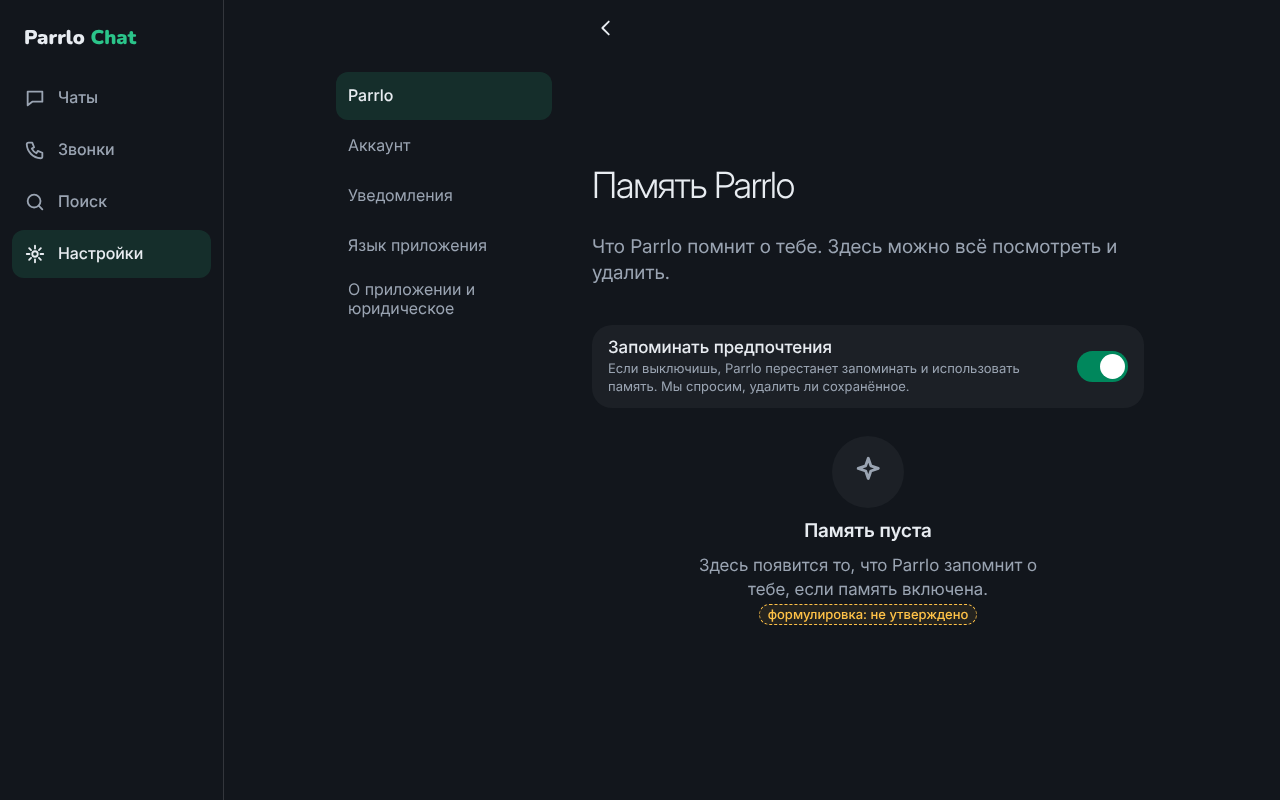 Parrlo Chat
Чаты
Звонки
Поиск
Настройки
Parrlo
Аккаунт
Уведомления
Язык приложения
О приложении и
юридическое
Память Parrlo
Что Parrlo помнит о тебе. Здесь можно всё посмотреть и
удалить.
Запоминать предпочтения
Если выключишь, Parrlo перестанет запоминать и использовать
память. Мы спросим, удалить ли сохранённое.
Память пуста
Здесь появится то, что Parrlo запомнит о
тебе, если память включена.
формулировка: не утверждено